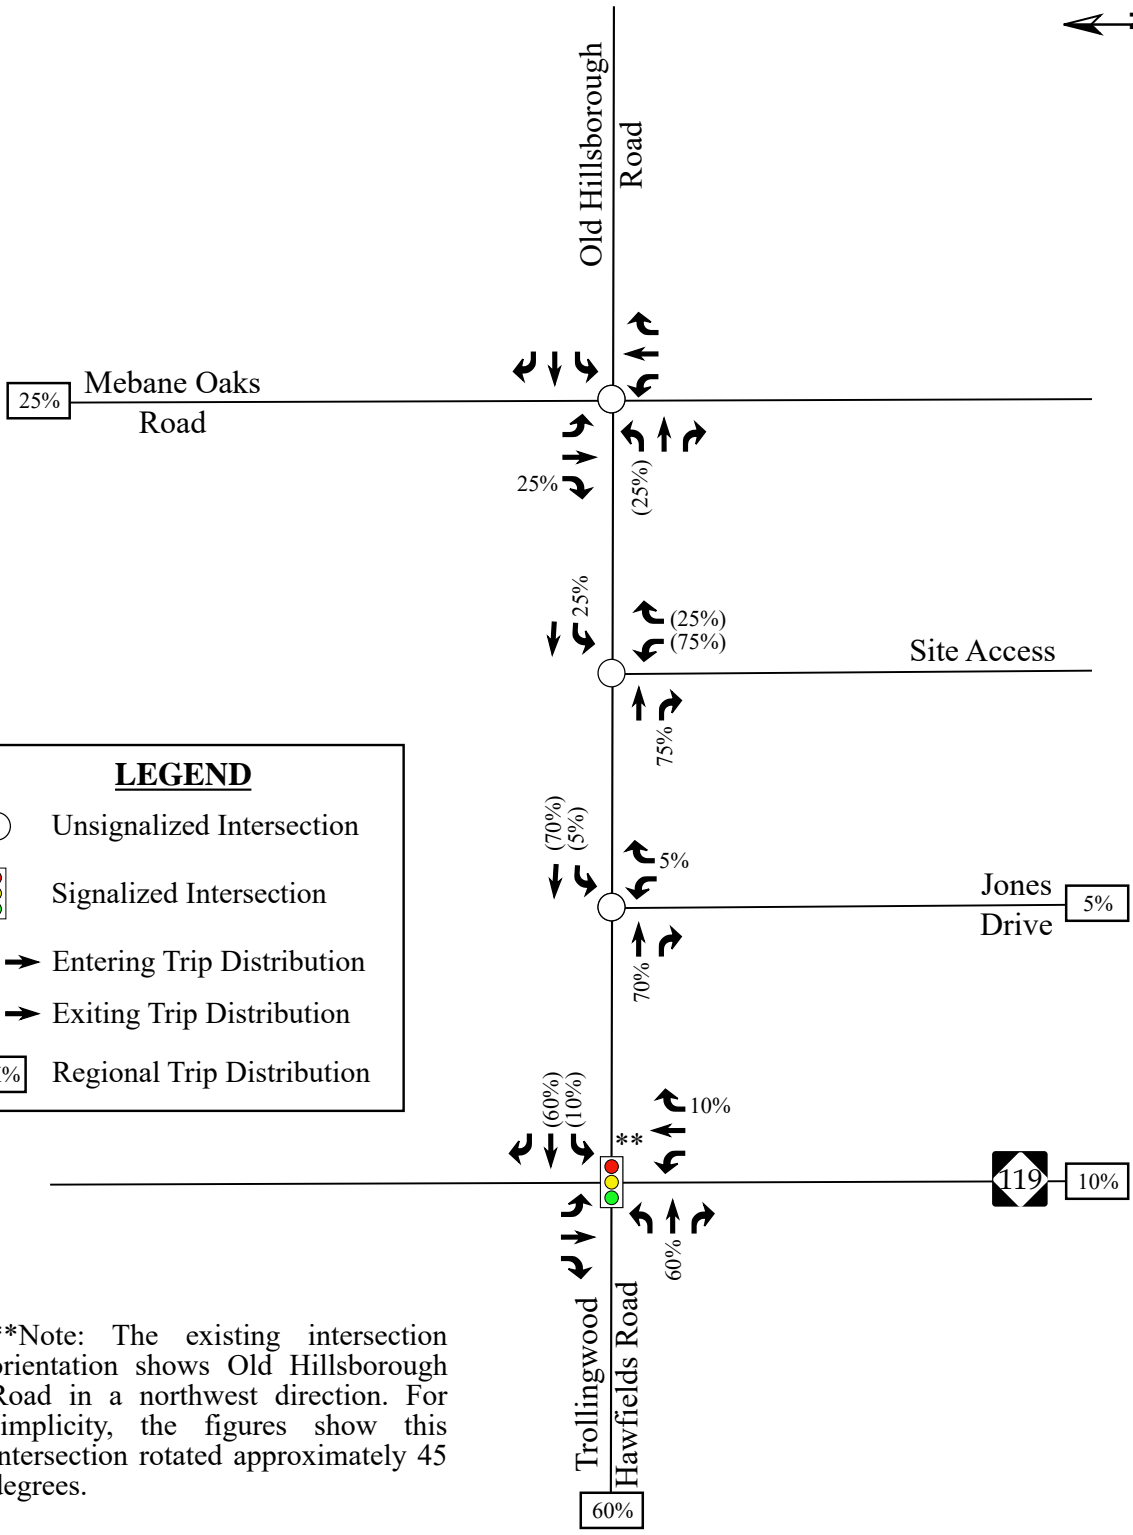 Old Hillsborough
Road
25%
Mebane Oaks
Road
25%
(25%)
25%
(25%)
(75%)
Site Access
75%
LEGEND
Unsignalized Intersection
Signalized Intersection
Entering Trip Distribution
Exiting Trip Distribution
Regional Trip Distribution
(70%)
(5%)
5%
Jones
Drive
5%
70%
(60%)
(10%)
**
10%
119
10%
60%
**Note: The existing intersection
orientation shows Old Hillsborough
Road in a northwest direction. For
simplicity, the figures show this
intersection rotated approximately 45
degrees.
Trollingwood
Hawfields Road
60%